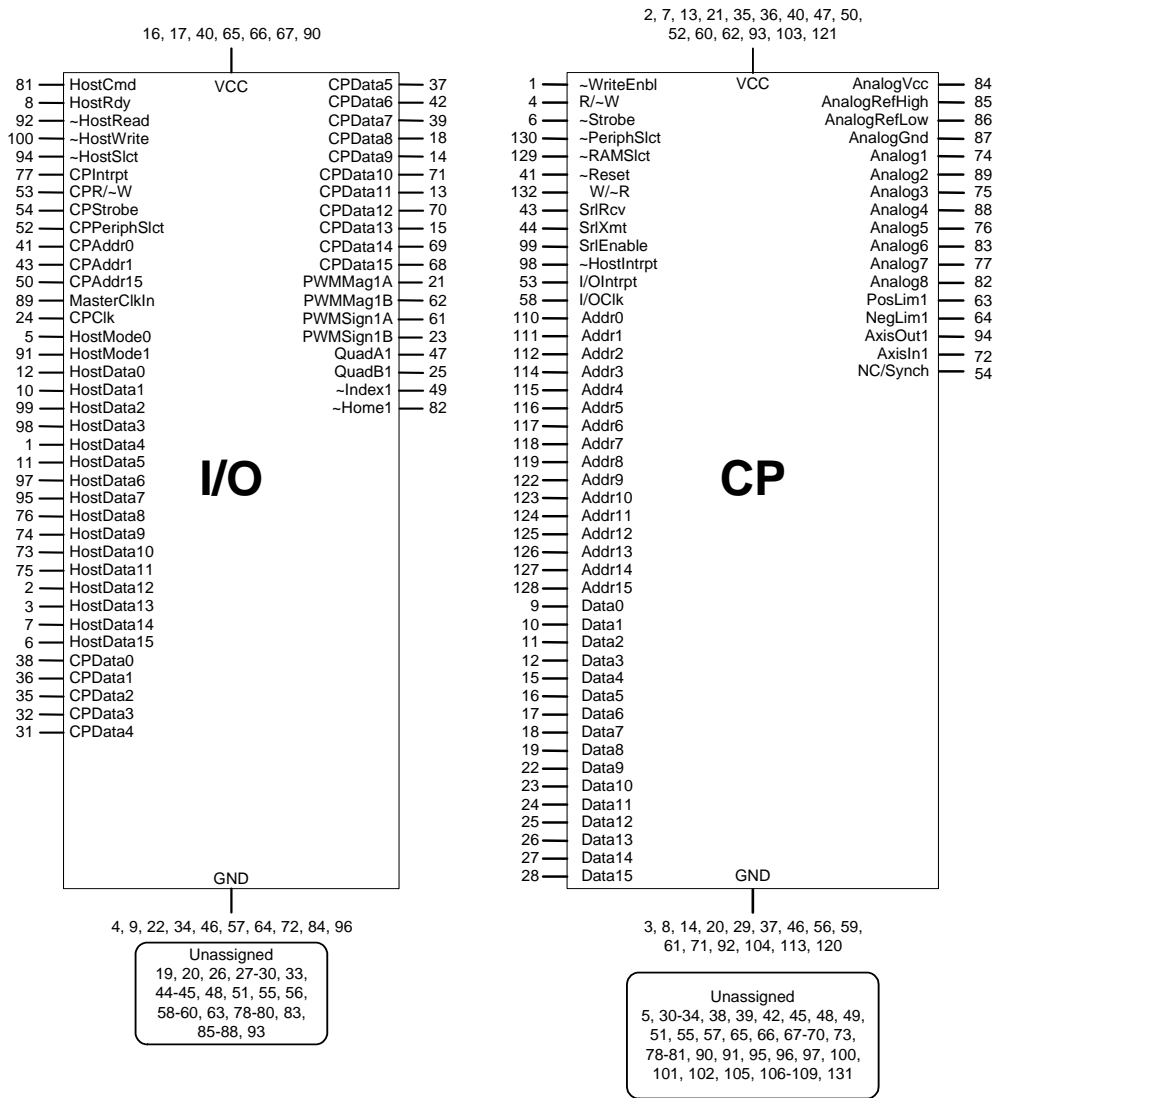 16, 17, 40, 65, 66, 67, 90
VCC
81 HostCmd
8 HostRdy
92 ~HostRead
100 ~HostWrite
94 ~HostSlct
77 CPIntrpt
53 CPR/~W
54 CPStrobe
52 CPPeriphSlct
41 CPAddr0
43 CPAddr1
50 CPAddr15
89 MasterClkIn
24 CPClk
5 HostMode0
91 HostMode1
12 HostData0
10 HostData1
99 HostData2
98 HostData3
1 HostData4
11 HostData5
97 HostData6
95 HostData7
76 HostData8
74 HostData9
73 HostData10
75 HostData11
2 HostData12
3 HostData13
7 HostData14
6 HostData15
38 CPData0
36 CPData1
35 CPData2
32 CPData3
31 CPData4
CPData5 37
CPData6 42
CPData7 39
CPData8 18
CPData9 14
CPData10 71
CPData11 13
CPData12 70
CPData13 15
CPData14 69
CPData15 68
PWMMag1A 21
PWMMag1B 62
PWMSign1A 61
PWMSign1B 23
QuadA1 47
QuadB1 25
~Index1 49
~Home1 82
I/O
GND
4, 9, 22, 34, 46, 57, 64, 72, 84, 96
Unassigned
19, 20, 26, 27-30, 33,
44-45, 48, 51, 55, 56,
58-60, 63, 78-80, 83,
85-88, 93
2, 7, 13, 21, 35, 36, 40, 47, 50,
52, 60, 62, 93, 103, 121
VCC
1 ~WriteEnbl
4 R/~W
6 ~Strobe
130 ~PeriphSlct
129 ~RAMSlct
41 ~Reset
132 W/~R
43 SrlRcv
44 SrlXmt
99 SrlEnable
98 ~HostIntrpt
53 I/OIntrpt
58 I/OClk
110 Addr0
111 Addr1
112 Addr2
114 Addr3
115 Addr4
116 Addr5
117 Addr6
118 Addr7
119 Addr8
122 Addr9
123 Addr10
124 Addr11
125 Addr12
126 Addr13
127 Addr14
128 Addr15
9 Data0
10 Data1
11 Data2
12 Data3
15 Data4
16 Data5
17 Data6
18 Data7
19 Data8
22 Data9
23 Data10
24 Data11
25 Data12
26 Data13
27 Data14
28 Data15
AnalogVcc 84
AnalogRefHigh 85
AnalogRefLow 86
AnalogGnd 87
Analog1 74
Analog2 89
Analog3 75
Analog4 88
Analog5 76
Analog6 83
Analog7 77
Analog8 82
PosLim1 63
NegLim1 64
AxisOut1 94
AxisIn1 72
NC/Synch 54
CP
GND
3, 8, 14, 20, 29, 37, 46, 56, 59,
61, 71, 92, 104, 113, 120
Unassigned
5, 30-34, 38, 39, 42, 45, 48, 49,
51, 55, 57, 65, 66, 67-70, 73,
78-81, 90, 91, 95, 96, 97, 100,
101, 102, 105, 106-109, 131